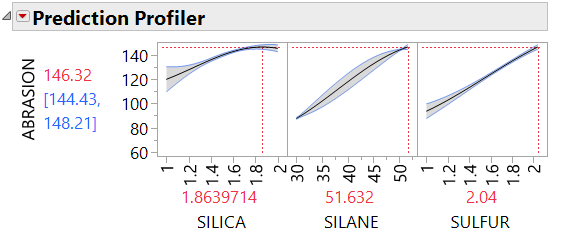 Prediction Profiler
ABRASION
146.32
[144.43,
148.21]
140
120
100
80
60
1 1.2 1.4 1.6 1.8 2
30 35 40 45 50
1 1.2 1.4 1.6 1.8 2
1.8639714 51.632 2.04
SILICA SILANE SULFUR